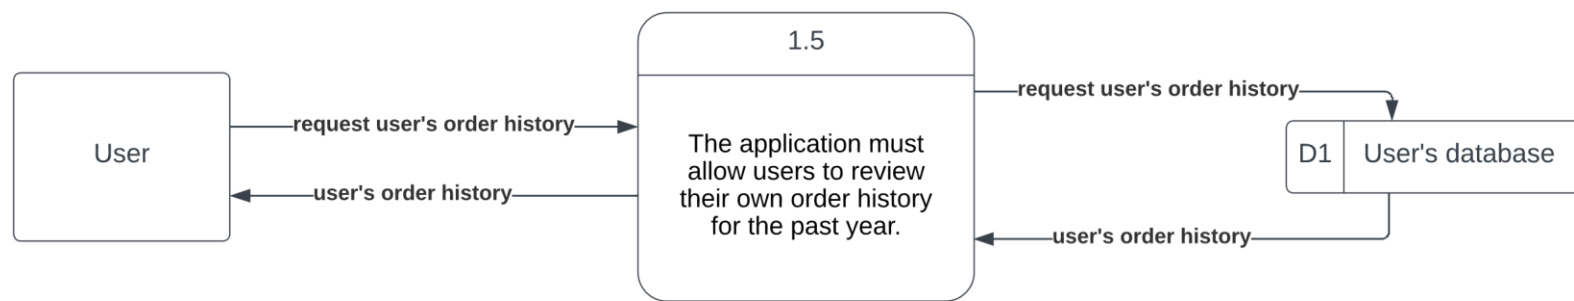 1.5
User
request user's order history
user's order history
The application must
allow users to review
their own order history
for the past year.
request user's order history
D1
User's database
user's order history